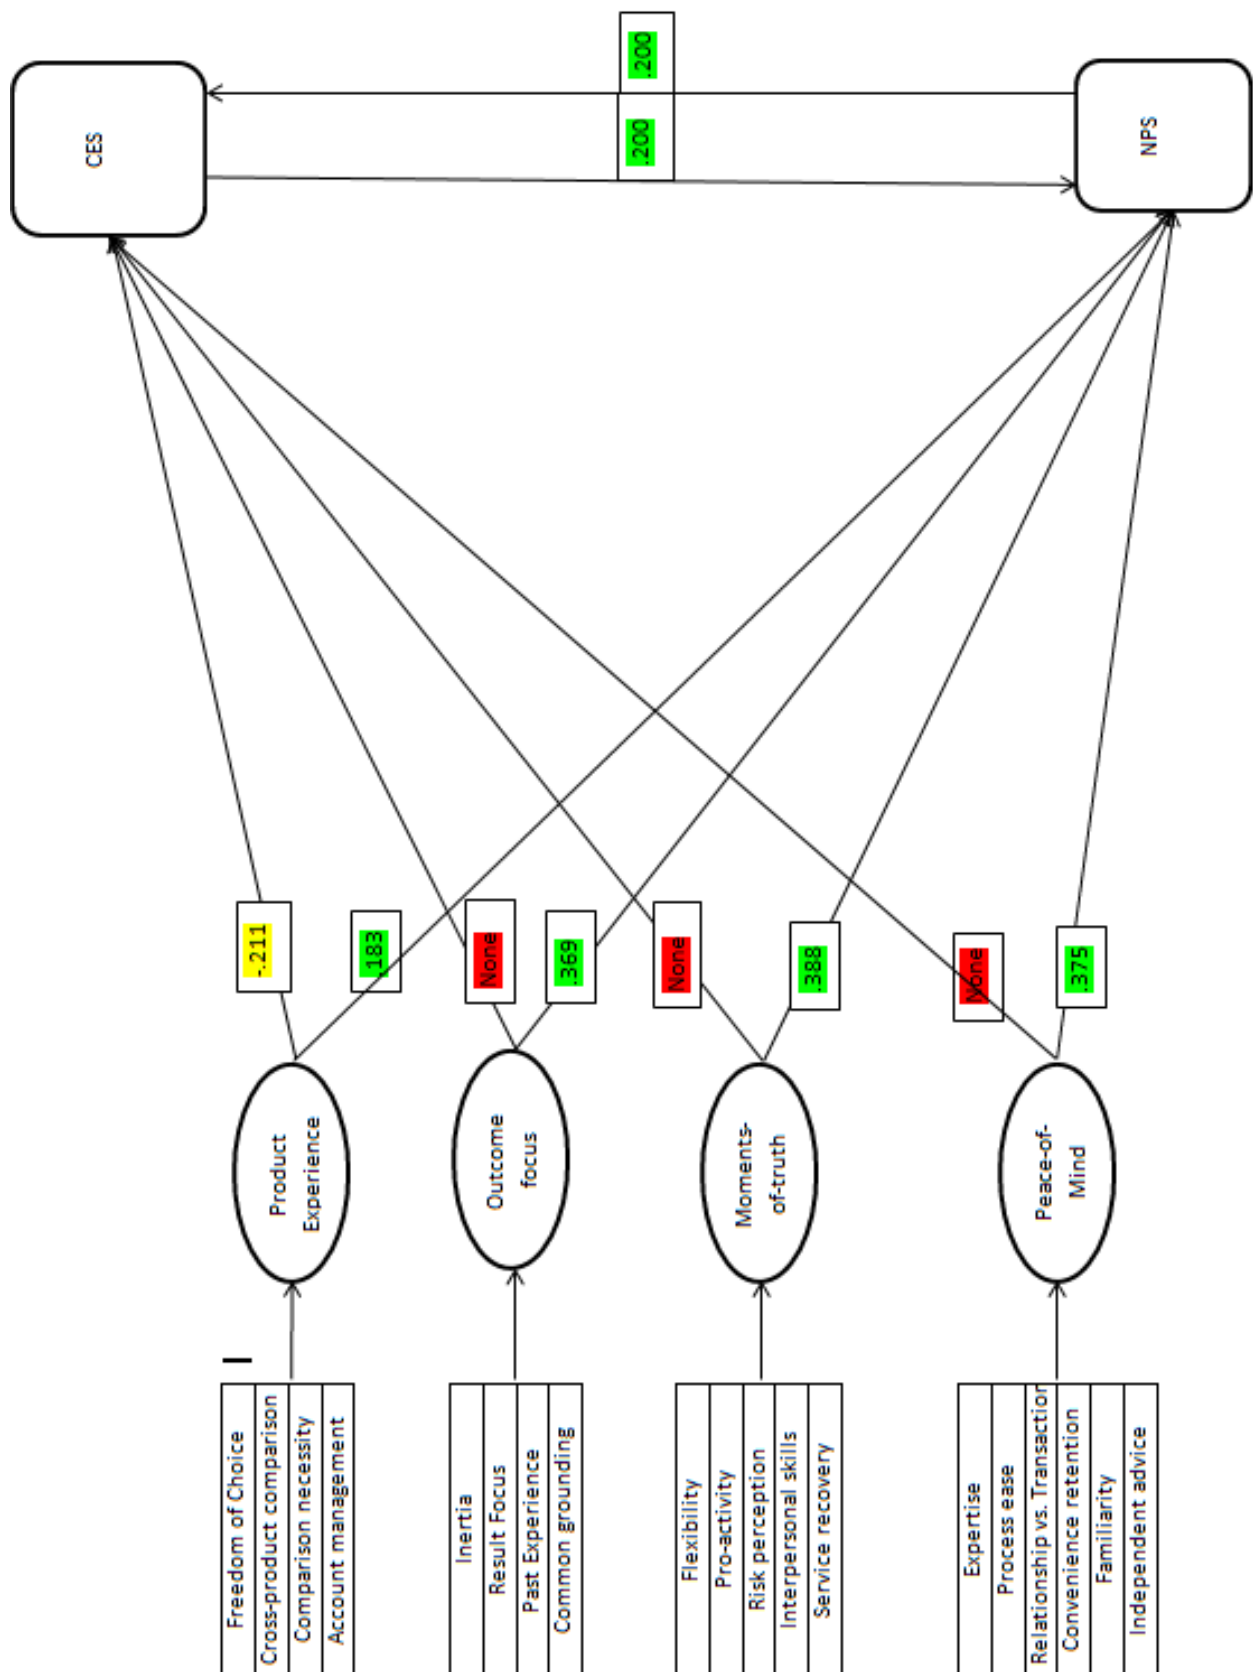 Freedom of Choice
Cross-product comparison
Comparison necessity
Account management
Inertia
Result Focus
Past Experience
Common grounding
Flexibility
Pro-activity
Risk perception
Interpersonal skills
Service recovery
Expertise
Process ease
Relationship vs. Transaction
Convenience retention
Familiarity
Independent advice
Product
Experience
Outcome
focus
Moments-
of-truth
Peace-of-
Mind
-.211
.183
None
.369
None
.388
None
.375
.200
.200
CES
NPS